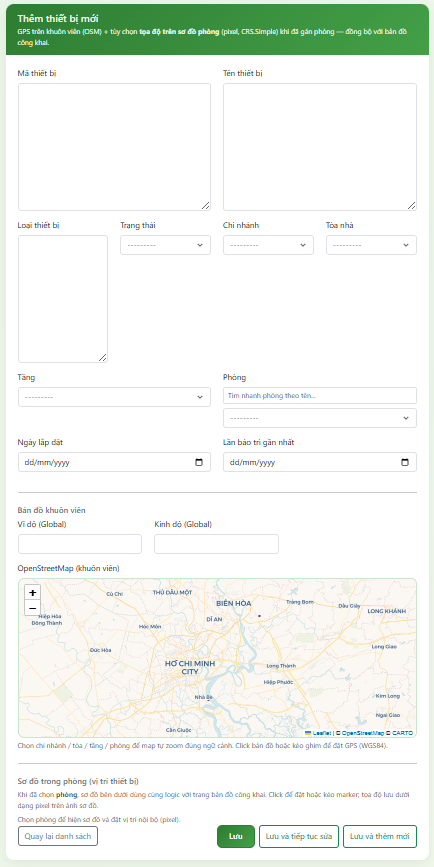 Thêm thiết bị mới
GPS trên khuôn viên (OSM) + tùy chọn tọa độ trên sơ đồ phòng (pixel, CRS.Simple) khi đã gán phòng — đồng bộ với bản đồ
công khai.
Mã thiết bị Tên thiết bị
Loại thiết bị Trạng thái Chi nhánh Tòa nhà
--------- --------- ---------
Tầng Phòng
--------- Tìm nhanh phòng theo tên...
---------
Ngày lắp đặt Lần bảo trì gần nhất
dd/mm/yyyy dd/mm/yyyy
Bản đồ khuôn viên
Vĩ độ (Global) Kinh độ (Global)
OpenStreetMap (khuôn viên)
+
−
Củ Chi
THỦ DẦU MỘT
BIÊN HÒA
Trảng Bom
Dầu Giây
LONG KHÁNH
Hiệp Hòa
Đông Thành
Hóc Môn
DĨ AN
Đức Hòa
Long Giao
HỒ CHÍ MINH
CITY
Long Thành
Hiệp Phước
Nhà Bè
Kim Long
Ngãi Giao
Cần Giuộc
Leaflet | © OpenStreetMap © CARTO
Chọn chi nhánh / tòa / tầng / phòng để map tự zoom đúng ngữ cảnh. Click bản đồ hoặc kéo ghim để đặt GPS (WGS84).
Sơ đồ trong phòng (vị trí thiết bị)
Khi đã chọn phòng, sơ đồ bên dưới dùng cùng logic với trang bản đồ công khai. Click để đặt hoặc kéo marker; tọa độ lưu dưới
dạng pixel trên ảnh sơ đồ.
Chọn phòng để hiện sơ đồ và đặt vị trí nội bộ (pixel).
Quay lại danh sách Lưu Lưu và tiếp tục sửa Lưu và thêm mới